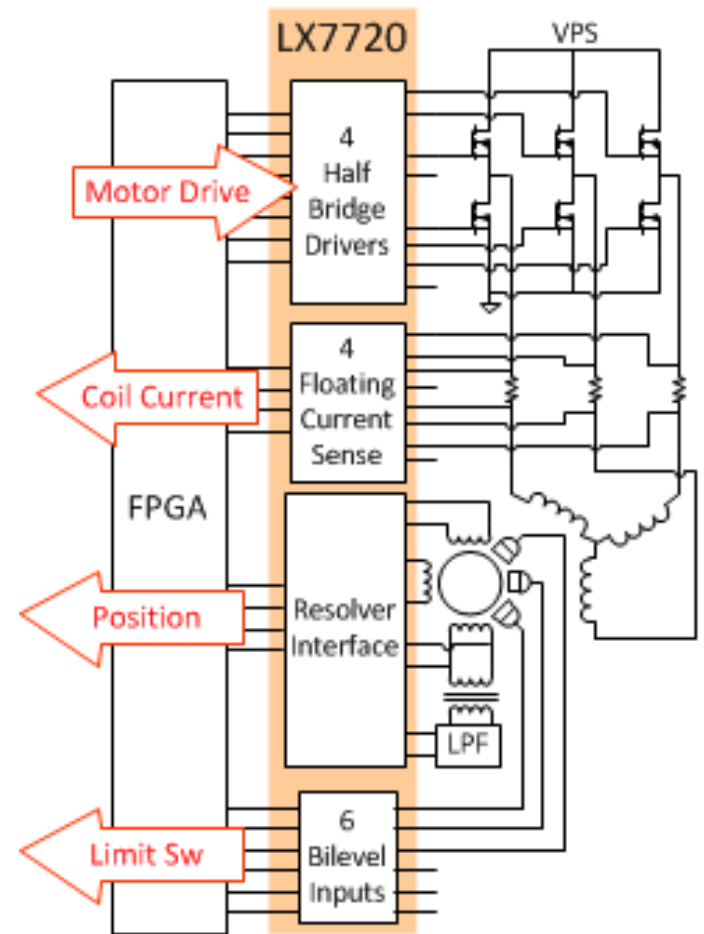 LX7720
VPS
4
Half
Bridge
Drivers
Motor Drive
4
Floating
Current
Sense
Coil Current
FPGA
Resolver
Interface
Position
LPF
6
Bilevel
Inputs
Limit Sw